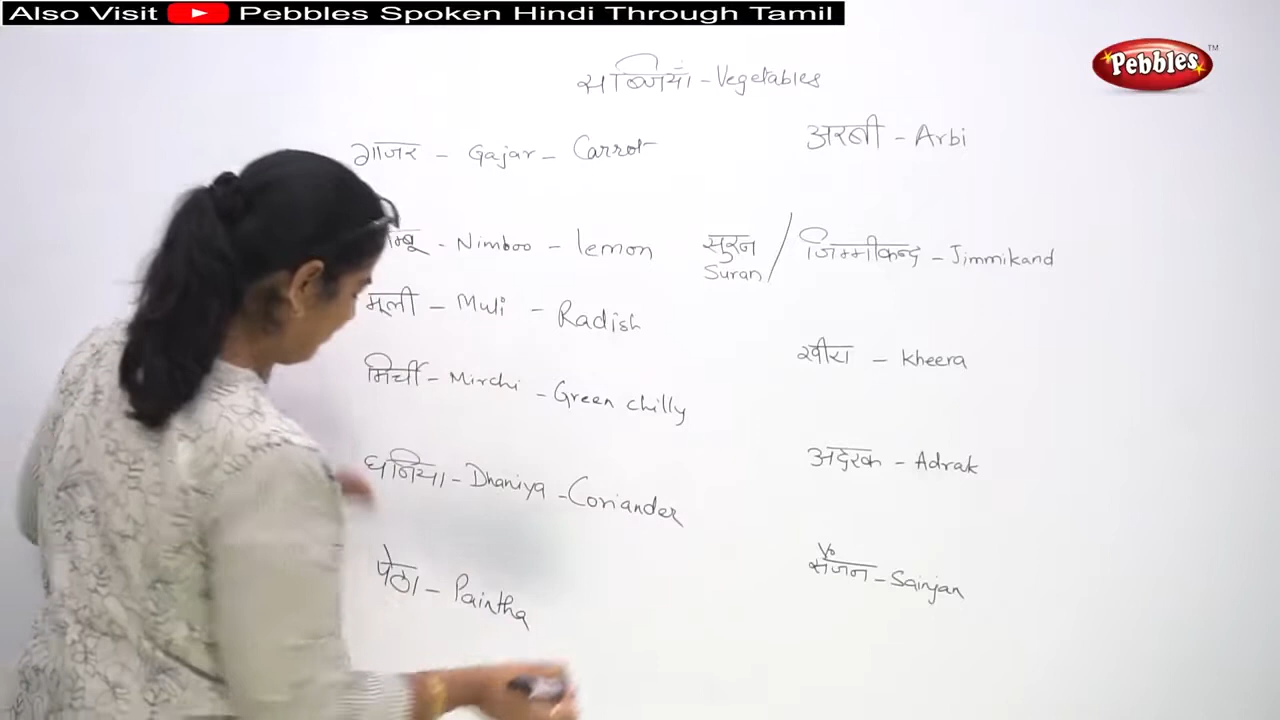 Also Visit Pebbles Spoken Hindi Through Tamil
Pebbles TM
सब्जियां - Vegetables
गाजर - Gajar - Carrot
म्बू - Nimboo - lemon
मूली - Muli - Radish
मिर्ची - Mirchi - Green chilly
धनिया - Dhaniya - Coriander
पेठा - Paintha
अरबी - Arbi
सुरन / जिम्मीकन्द - Jimmikand
Suran
खीरा - Kheera
अदरक - Adrak
सैंजन - Sainjan